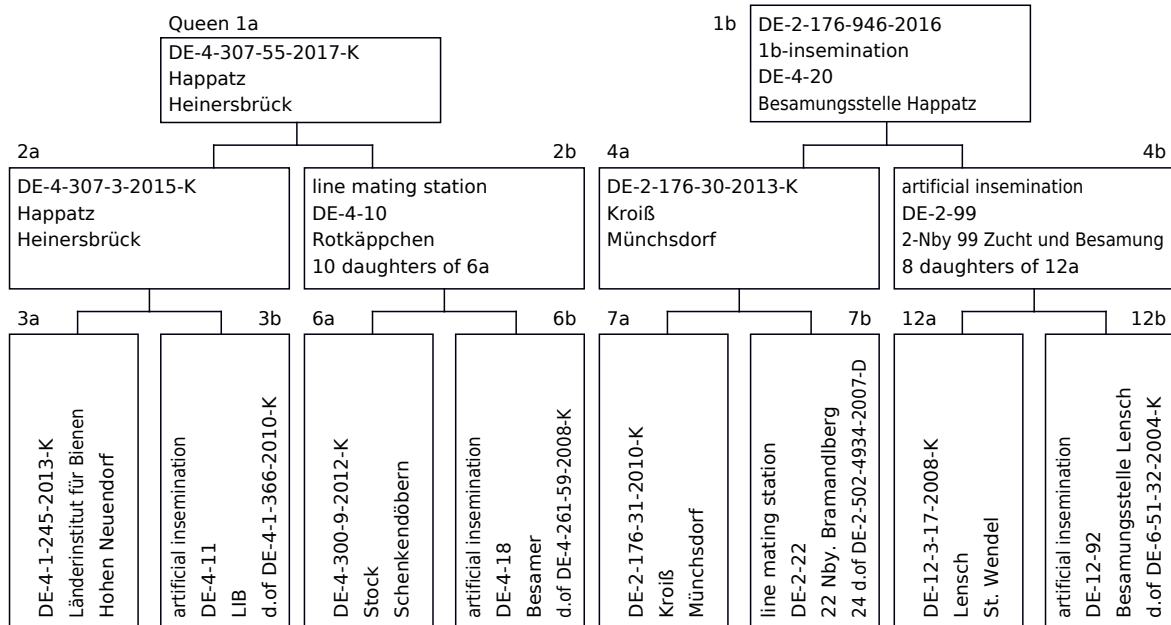 Queen 1a
DE-4-307-55-2017-K
Happatz
Heinersbrück
1b
DE-2-176-946-2016
1b-insemination
DE-4-20
Besamungsstelle Happatz
2a
DE-4-307-3-2015-K
Happatz
Heinersbrück
2b
line mating station
DE-4-10
Rotkäppchen
10 daughters of 6a
4a
DE-2-176-30-2013-K
Kroiß
Münchsdorf
4b
artificial insemination
DE-2-99
2-Nby 99 Zucht und Besamung
8 daughters of 12a
3a
DE-4-1-245-2013-K
Länderinstitut für Bienen
Hohen Neuendorf
3b
artificial insemination
DE-4-11
LIB
d.of DE-4-1-366-2010-K
6a
DE-4-300-9-2012-K
Stock
Schenkendöbern
6b
artificial insemination
DE-4-18
Besamer
d.of DE-4-261-59-2008-K
7a
DE-2-176-31-2010-K
Kroiß
Münchsdorf
7b
line mating station
DE-2-22
22 Nby. Bramandlberg
24 d.of DE-2-502-4934-2007-D
12a
DE-12-3-17-2008-K
Lensch
St. Wendel
12b
artificial insemination
DE-12-92
Besamungsstelle Lensch
d.of DE-6-51-32-2004-K